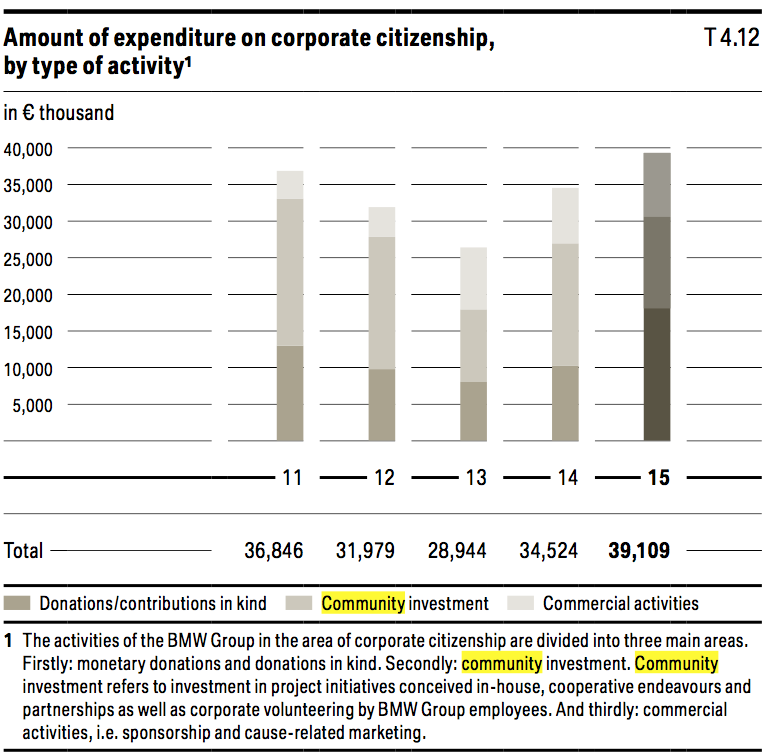 Amount of expenditure on corporate citizenship, T 4.12
by type of activity¹
in € thousand
40,000
35,000
30,000
25,000
20,000
15,000
10,000
5,000
11 12 13 14 15
Total 36,846 31,979 28,944 34,524 39,109
Donations/contributions in kind Community investment Commercial activities
1 The activities of the BMW Group in the area of corporate citizenship are divided into three main areas.
Firstly: monetary donations and donations in kind. Secondly: community investment. Community
investment refers to investment in project initiatives conceived in-house, cooperative endeavours and
partnerships as well as corporate volunteering by BMW Group employees. And thirdly: commercial
activities, i.e. sponsorship and cause-related marketing.